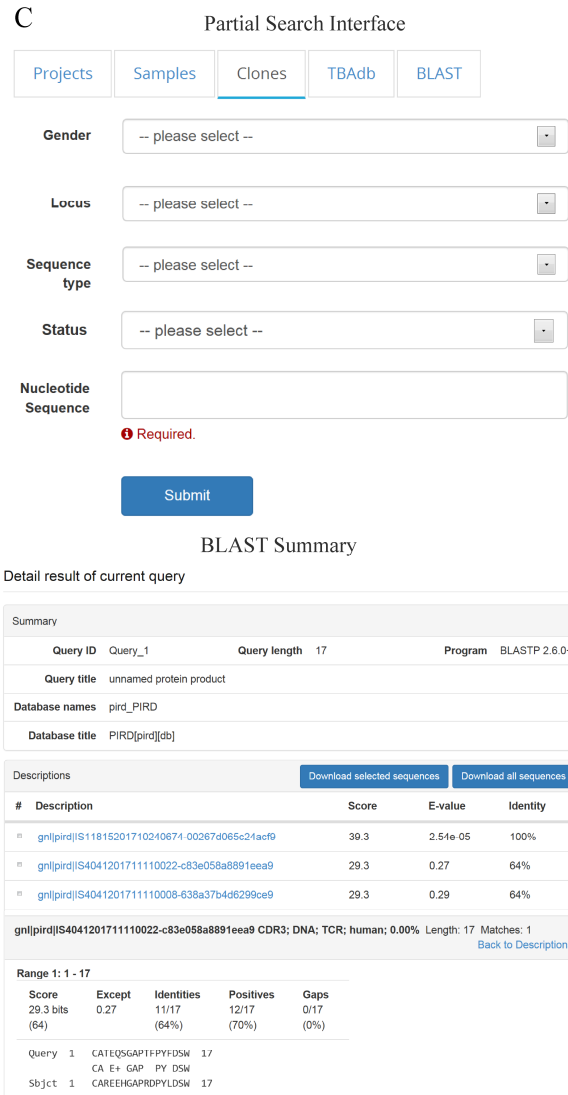 C
Partial Search Interface
Projects Samples Clones TBAdb BLAST
Gender -- please select --
Locus -- please select --
Sequence type -- please select --
Status -- please select --
Nucleotide Sequence
Required.
Submit
BLAST Summary
Detail result of current query
Summary
Query ID Query_1 Query length 17 Program BLASTP 2.6.0+
Query title unnamed protein product
Database names pird_PIRD
Database title PIRD[pird][db]
Descriptions Download selected sequences Download all sequences
# Description Score E-value Identity
gnl|pird|IS11815201710240674-00267d065c24acf9 39.3 2.54e-05 100%
gnl|pird|IS4041201711110022-c83e058a8891eea9 29.3 0.27 64%
gnl|pird|IS4041201711110008-638a37b4d6299ce9 29.3 0.29 64%
gnl|pird|IS4041201711110022-c83e058a8891eea9 CDR3; DNA; TCR; human; 0.00% Length: 17 Matches: 1
Back to Description
Range 1: 1 - 17
Score Except Identities Positives Gaps
29.3 bits 0.27 11/17 12/17 0/17
(64) (64%) (70%) (0%)
Query 1 CATEQSGAPTFPYFDSW 17
CA E+ GAP PY DSW
Sbjct 1 CAREEHGAPRDPYLDSW 17